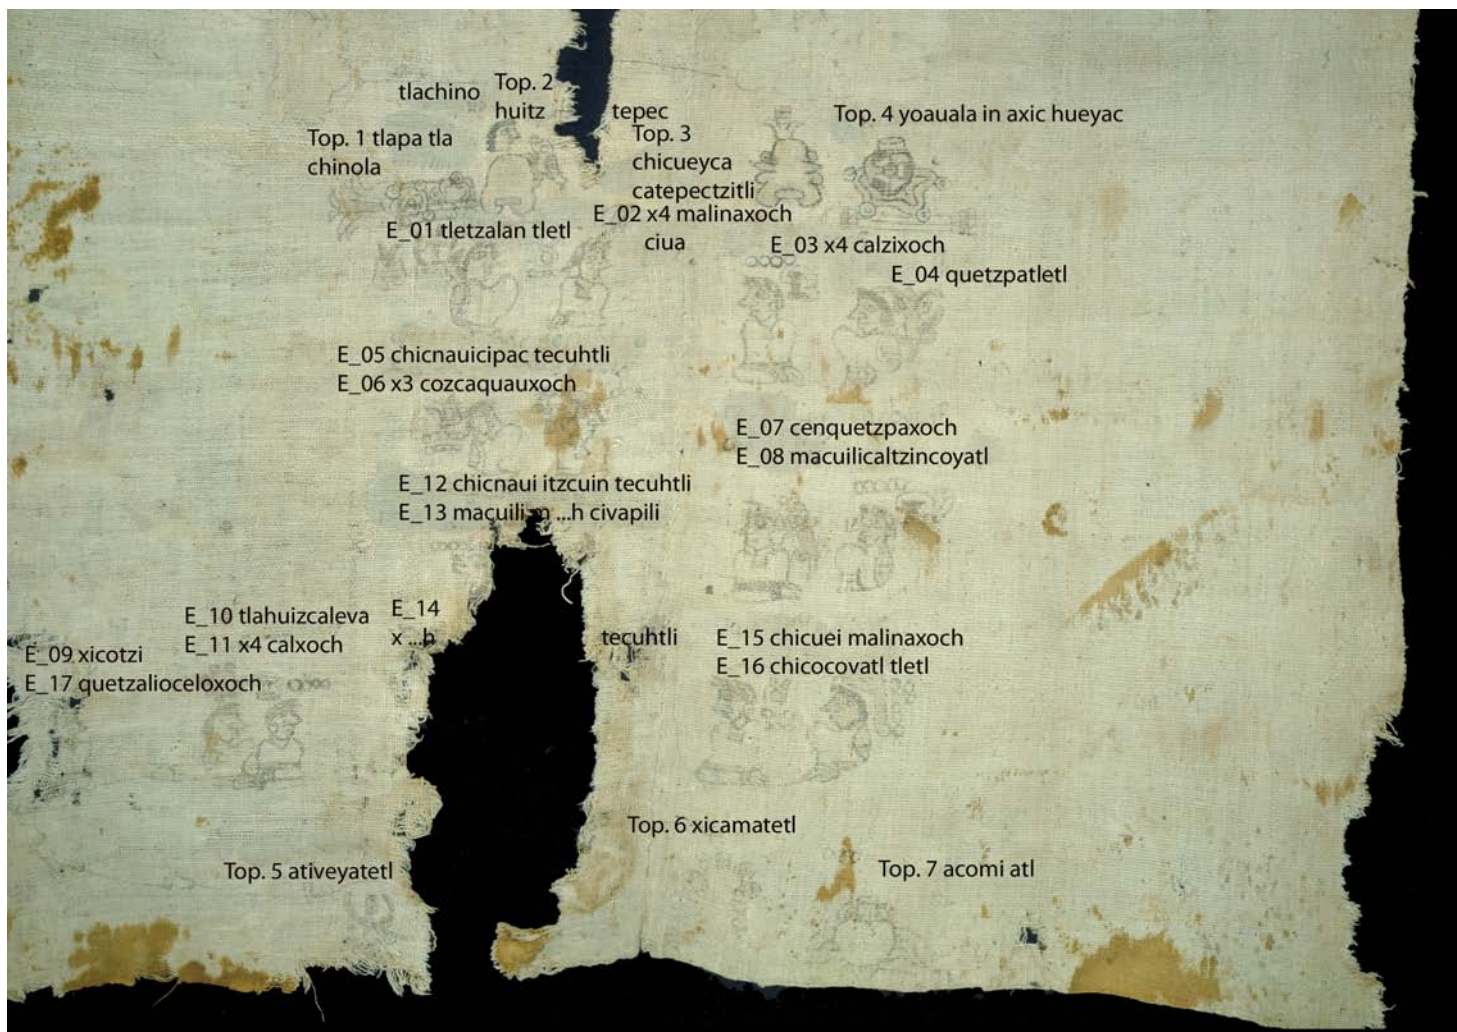 tlachino
Top. 2
huitz
tepec
Top. 1 tlapa tla
chinola
Top. 3
chicueyca
catepectzitli
Top. 4 yoauala in axic hueyac
E_01 tletzalan tletl
E_02 x4 malinaxoch
ciua
E_03 x4 calzixoch
E_04 quetzpatletl
E_05 chicnauicipac tecuhtli
E_06 x3 cozcaquauxoch
E_07 cenquetzpaxoch
E_08 macuilicaltzincoyatl
E_12 chicnaui itzcuin tecuhtli
E_13 macuili m ...h civapili
E_10 tlahuizcaleva
E_11 x4 calxoch
E_14
x ...h
tecuhtli
E_09 xicotzi
E_17 quetzalioceloxoch
E_15 chicuei malinaxoch
E_16 chicocovatl tletl
Top. 5 ativeyatetl
Top. 6 xicamatetl
Top. 7 acomi atl